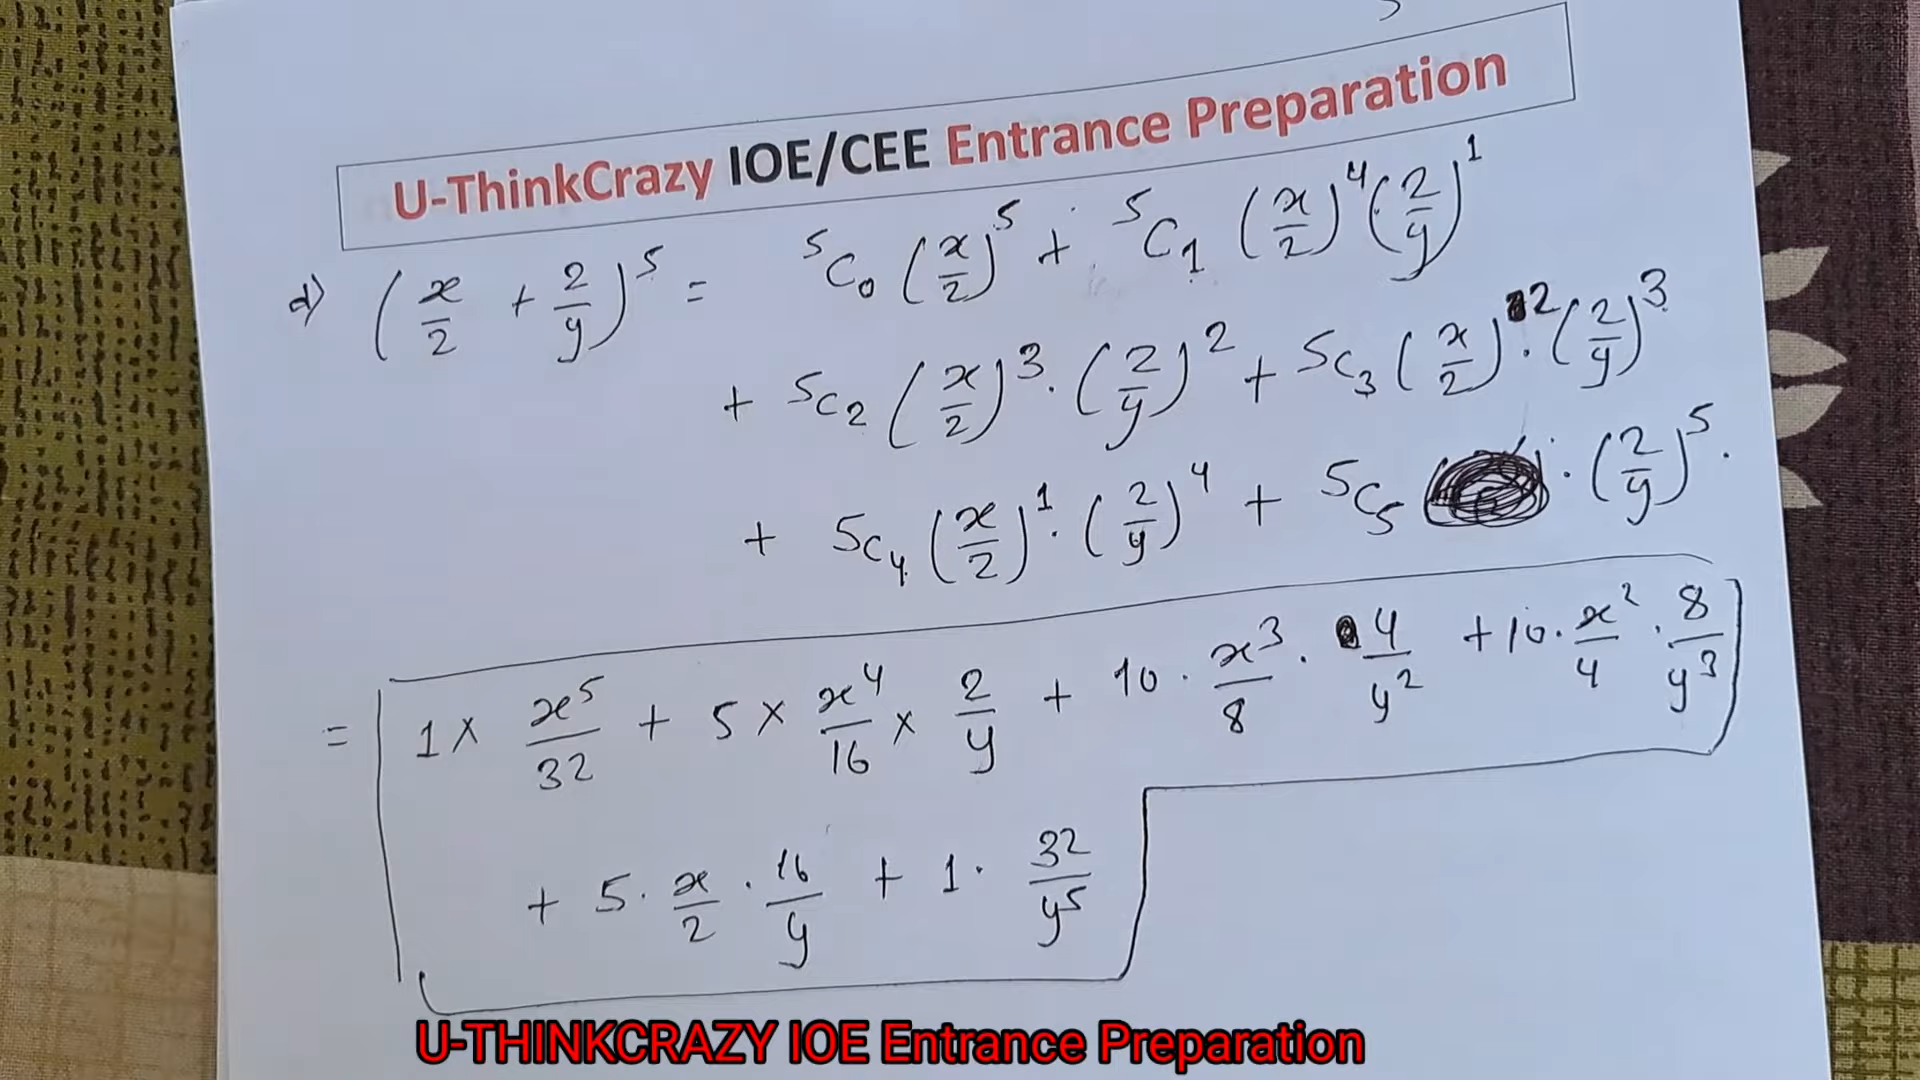 U-ThinkCrazy IOE/CEE Entrance Preparation
d) (x/2 + 2/y)^5 = 5C0 (x/2)^5 + 5C1 (x/2)^4 (2/y)^1
+ 5C2 (x/2)^3 · (2/y)^2 + 5C3 (x/2)^2 · (2/y)^3
+ 5C4 (x/2)^1 · (2/y)^4 + 5C5 · (2/y)^5 .
= 1 × x^5/32 + 5 × x^4/16 × 2/y + 10 · x^3/8 · 4/y^2 + 10 · x^2/4 · 8/y^3
+ 5 · x/2 · 16/y + 1 · 32/y^5
U-THINKCRAZY IOE Entrance Preparation